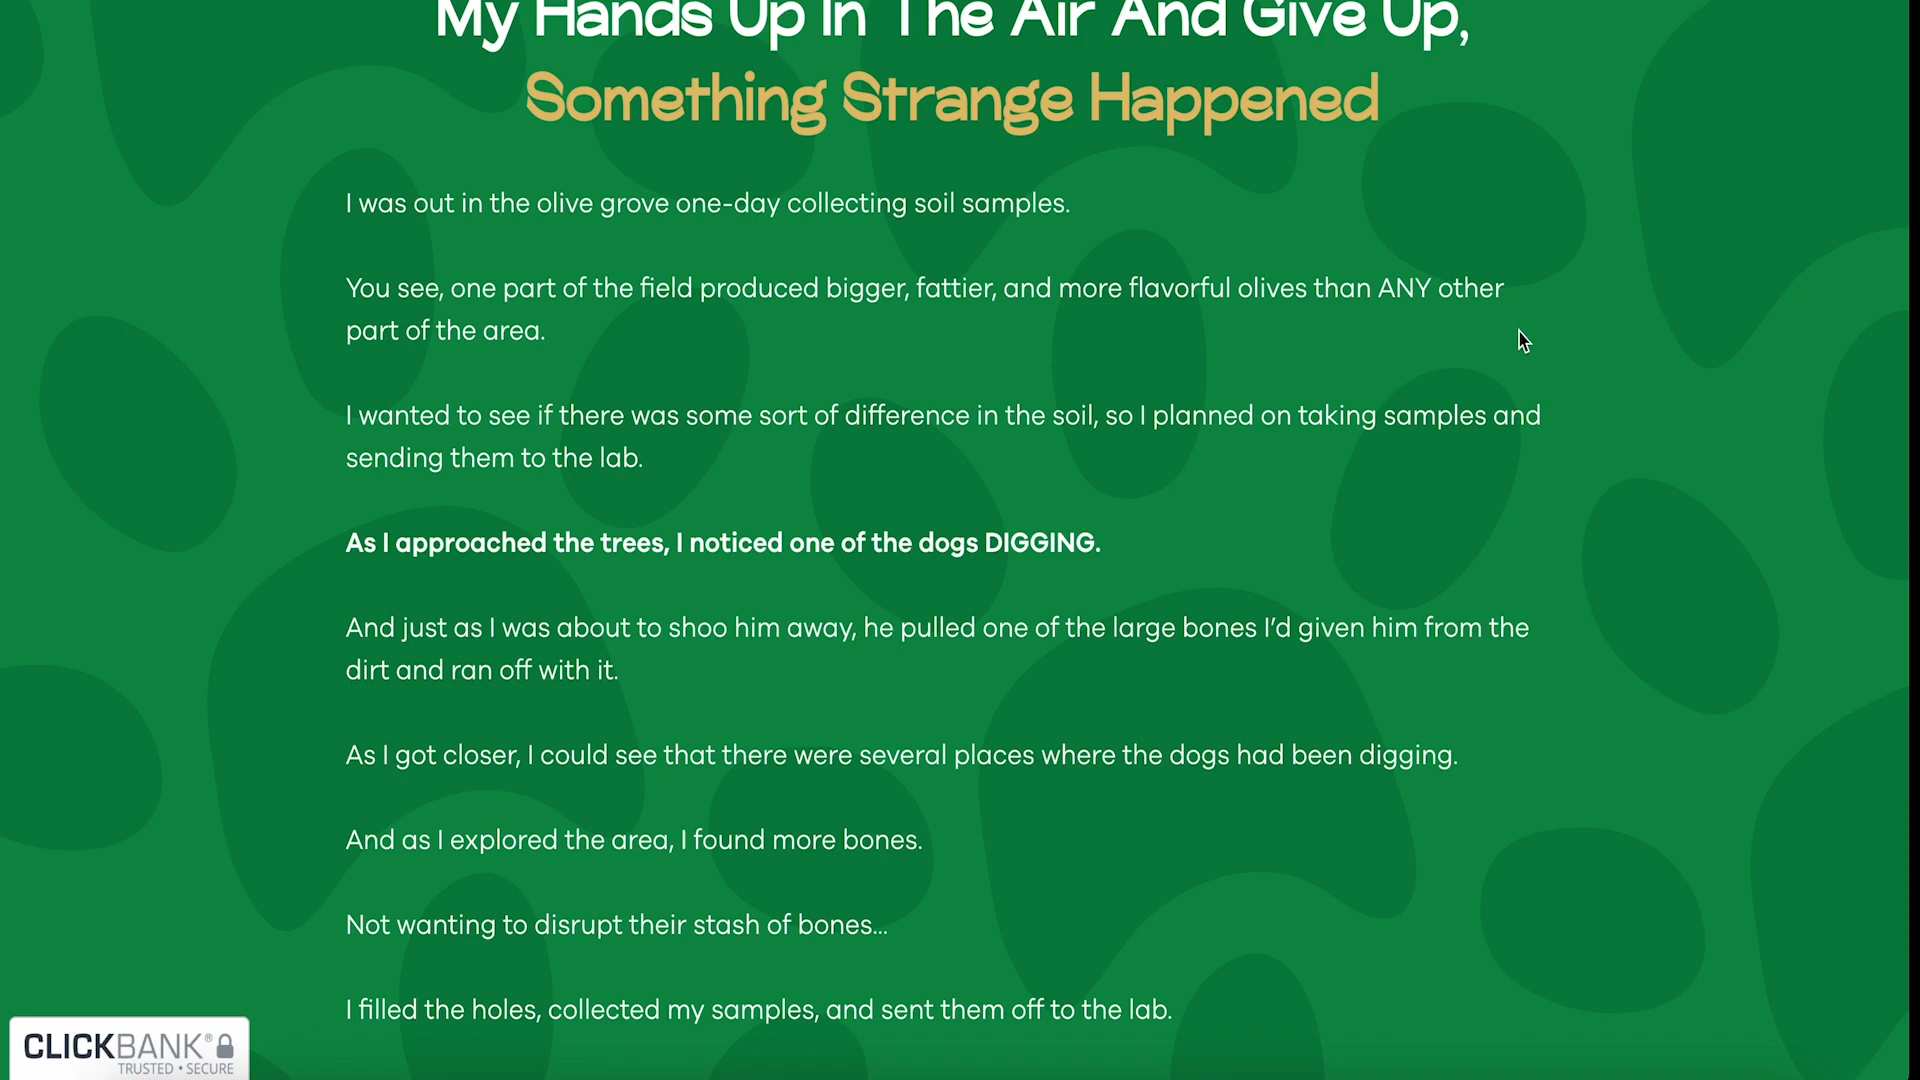 My Hands Up In The Air And Give Up,
Something Strange Happened
I was out in the olive grove one-day collecting soil samples.
You see, one part of the field produced bigger, fattier, and more flavorful olives than ANY other
part of the area.
I wanted to see if there was some sort of difference in the soil, so I planned on taking samples and
sending them to the lab.
As I approached the trees, I noticed one of the dogs DIGGING.
And just as I was about to shoo him away, he pulled one of the large bones I’d given him from the
dirt and ran off with it.
As I got closer, I could see that there were several places where the dogs had been digging.
And as I explored the area, I found more bones.
Not wanting to disrupt their stash of bones...
I filled the holes, collected my samples, and sent them off to the lab.
CLICKBANK®
TRUSTED • SECURE